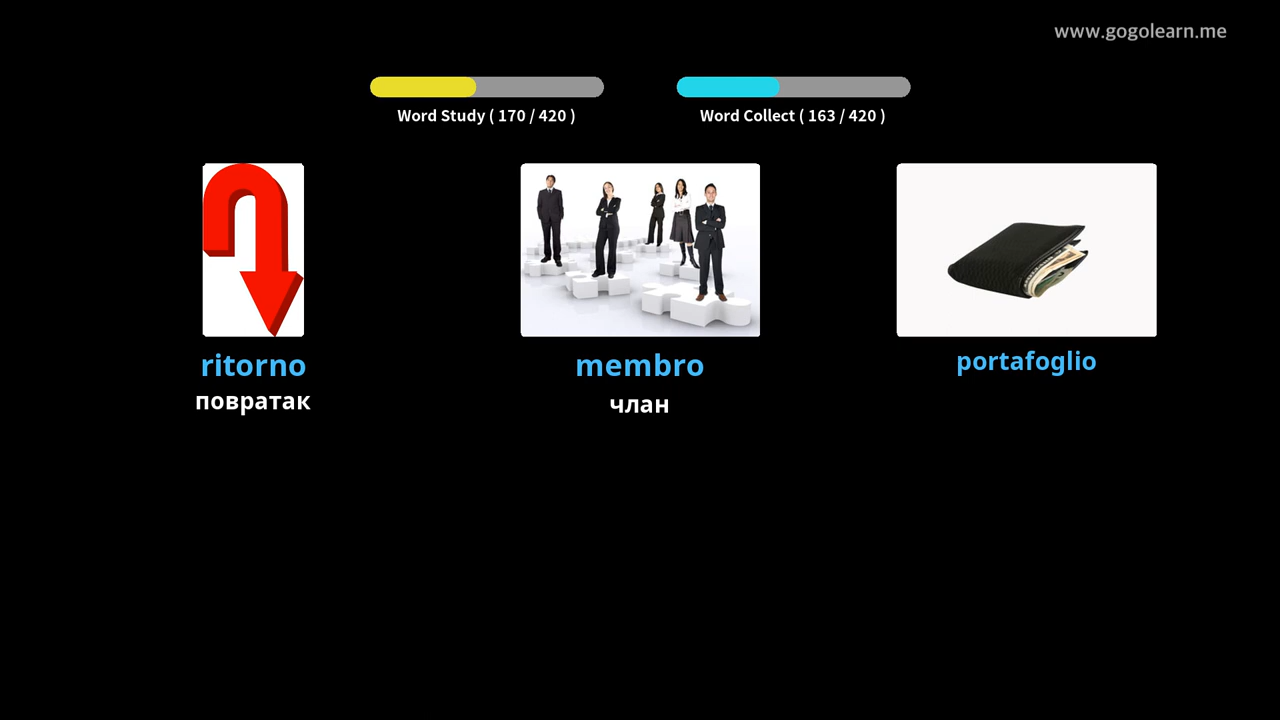 www.gogolearn.me
Word Study ( 170 / 420 )
Word Collect ( 163 / 420 )
ritorno
повратак
membro
члан
portafoglio